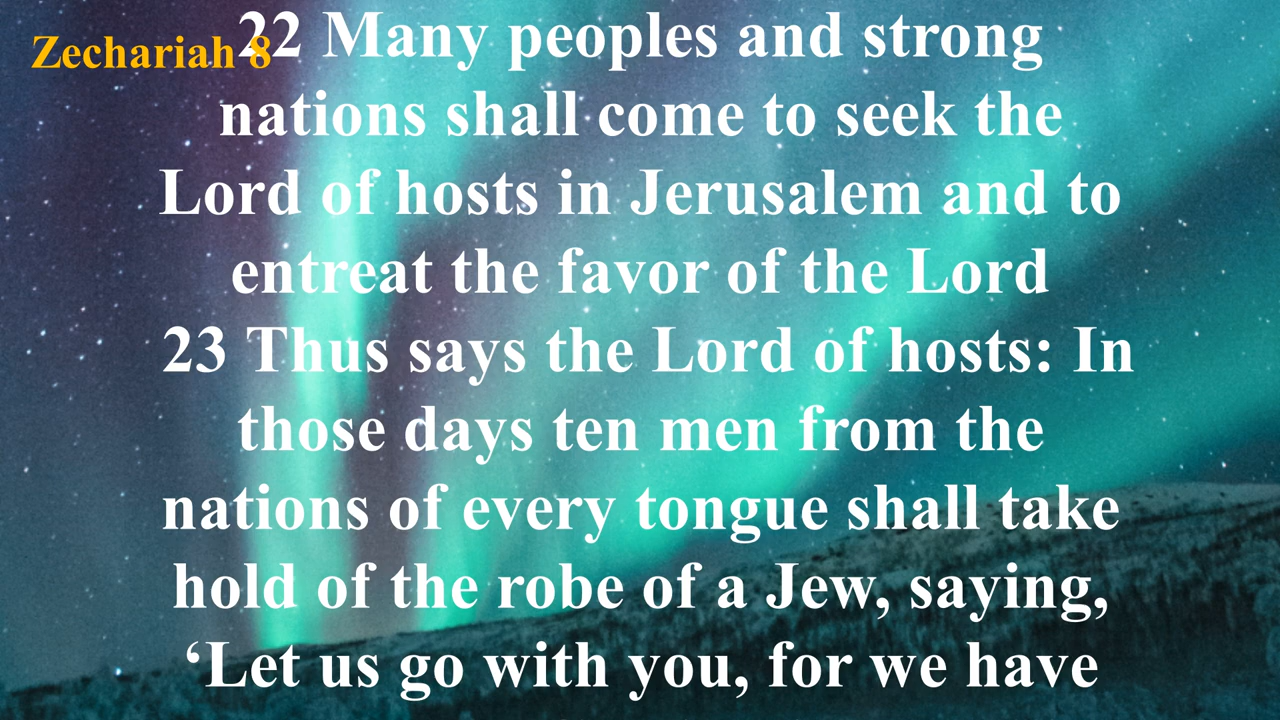 Zechariah 8
22 Many peoples and strong
nations shall come to seek the
Lord of hosts in Jerusalem and to
entreat the favor of the Lord
23 Thus says the Lord of hosts: In
those days ten men from the
nations of every tongue shall take
hold of the robe of a Jew, saying,
‘Let us go with you, for we have